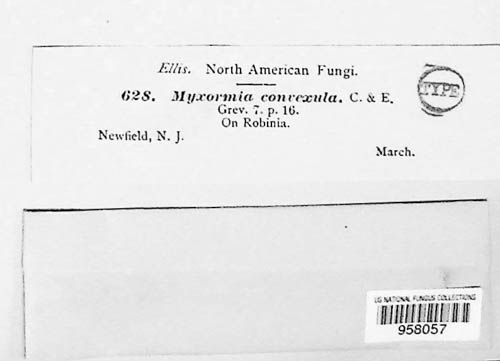 Ellis. North American Fungi.
628. Myxormia convexula. C. & E.
TYPE
Grev. 7. p. 16.
On Robinia.
Newfield, N. J.
March.
US NATIONAL FUNGUS COLLECTIONS
958057